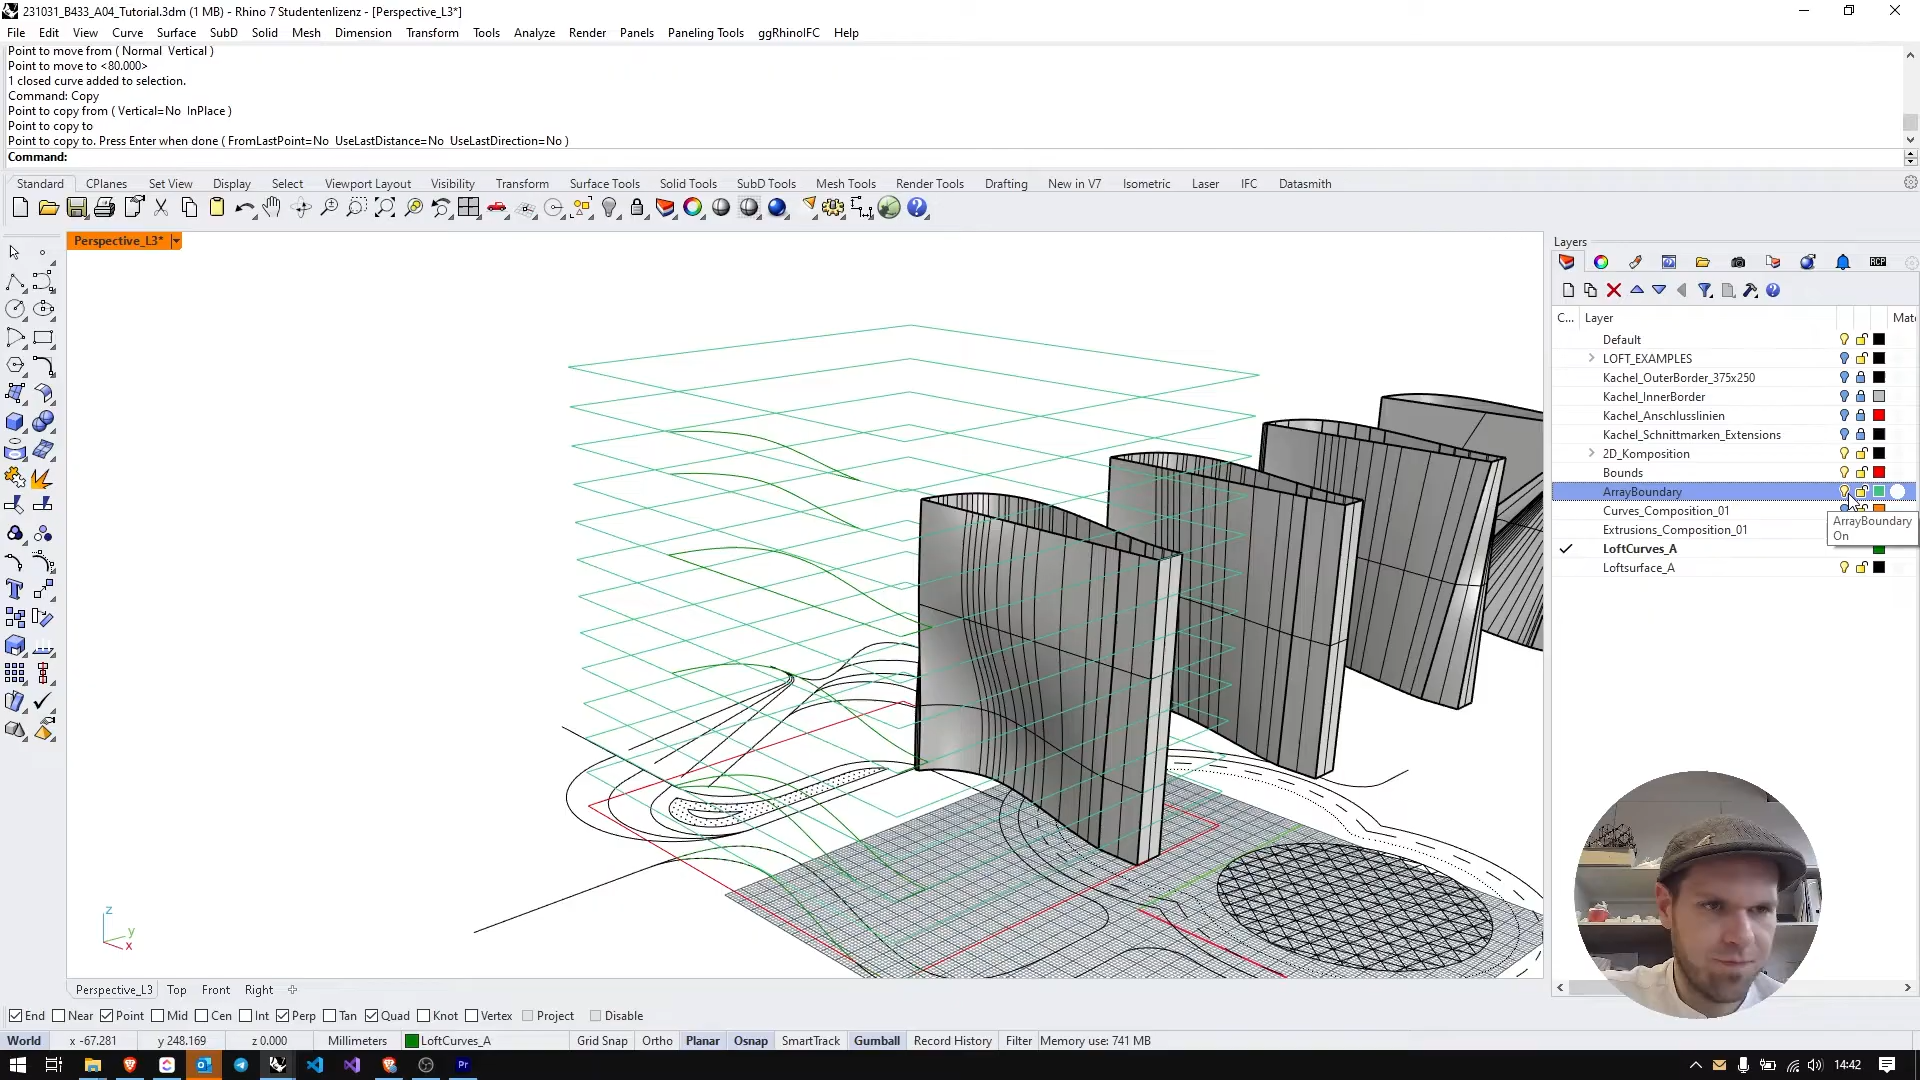 231031_B433_A04_Tutorial.3dm (1 MB) - Rhino 7 Studentenlizenz - [Perspective_L3*]
File Edit View Curve Surface SubD Solid Mesh Dimension Transform Tools Analyze Render Panels Paneling Tools ggRhinoIFC Help
Point to move from ( Normal  Vertical )
Point to move to <80.000>
1 closed curve added to selection.
Command: Copy
Point to copy from ( Vertical=No  InPlace )
Point to copy to
Point to copy to. Press Enter when done ( FromLastPoint=No  UseLastDistance=No  UseLastDirection=No )
Command:
Standard CPlanes Set View Display Select Viewport Layout Visibility Transform Surface Tools Solid Tools SubD Tools Mesh Tools Render Tools Drafting New in V7 Isometric Laser IFC Datasmith
Perspective_L3*
Layers
RCP
C... Layer Mate
Default
LOFT_EXAMPLES
Kachel_OuterBorder_375x250
Kachel_InnerBorder
Kachel_Anschlusslinien
Kachel_Schnittmarken_Extensions
2D_Komposition
Bounds
ArrayBoundary
Curves_Composition_01
ArrayBoundary
On
Extrusions_Composition_01
LoftCurves_A
Loftsurface_A
z
y
x
Perspective_L3 Top Front Right
End Near Point Mid Cen Int Perp Tan Quad Knot Vertex Project Disable
World x -67.281 y 248.169 z 0.000 Millimeters LoftCurves_A Grid Snap Ortho Planar Osnap SmartTrack Gumball Record History Filter Memory use: 741 MB
Pr
14:42